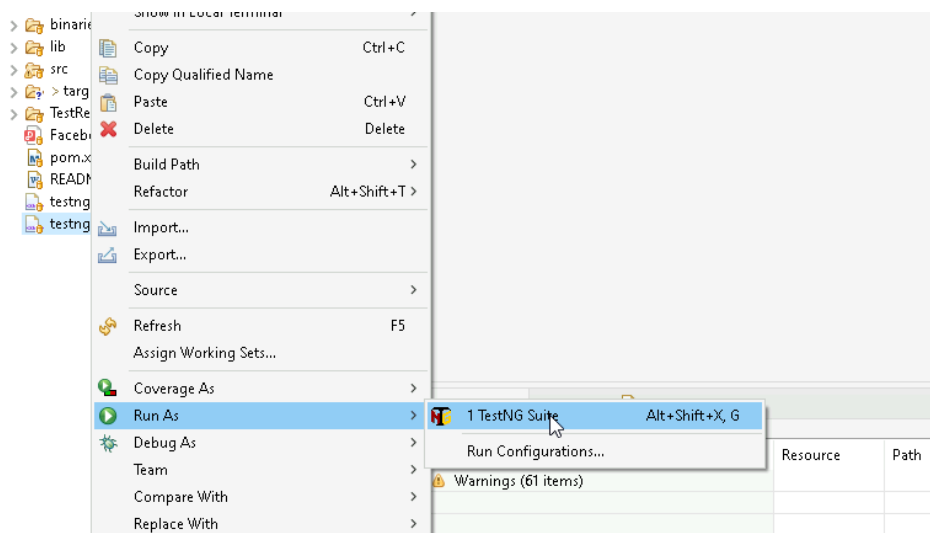 Show in Local Terminal
binarie
lib
src
> targ
TestRe
Facebo
pom.x
READM
testng
testng
Copy Ctrl+C
Copy Qualified Name
Paste Ctrl+V
Delete Delete
Build Path
Refactor Alt+Shift+T
Import...
Export...
Source
Refresh F5
Assign Working Sets...
Coverage As
Run As
Debug As
Team
Compare With
Replace With
1 TestNG Suite Alt+Shift+X, G
Run Configurations...
Resource Path
Warnings (61 items)